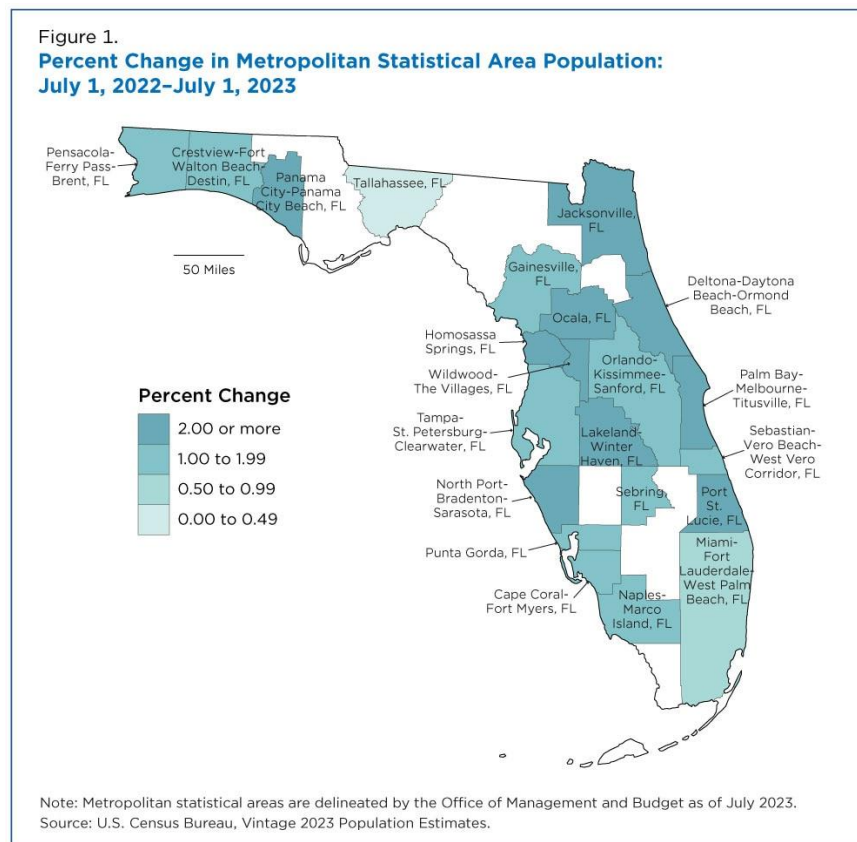 Figure 1.
Percent Change in Metropolitan Statistical Area Population:
July 1, 2022–July 1, 2023
Pensacola-
Ferry Pass-
Brent, FL
Crestview-Fort
Walton Beach-
Destin, FL
Panama
City-Panama
City Beach, FL
Tallahassee, FL
Jacksonville,
FL
50 Miles
Gainesville,
FL
Deltona-Daytona
Beach-Ormond
Beach, FL
Ocala, FL
Homosassa
Springs, FL
Orlando-
Kissimmee-
Sanford, FL
Wildwood-
The Villages, FL
Palm Bay-
Melbourne-
Titusville, FL
Percent Change
2.00 or more
1.00 to 1.99
0.50 to 0.99
0.00 to 0.49
Tampa-
St. Petersburg-
Clearwater, FL
Lakeland-
Winter
Haven, FL
Sebastian-
Vero Beach-
West Vero
Corridor, FL
North Port-
Bradenton-
Sarasota, FL
Sebring,
FL
Port
St.
Lucie, FL
Punta Gorda, FL
Miami-
Fort
Lauderdale-
West Palm
Beach, FL
Cape Coral-
Fort Myers, FL
Naples-
Marco
Island, FL
Note: Metropolitan statistical areas are delineated by the Office of Management and Budget as of July 2023.
Source: U.S. Census Bureau, Vintage 2023 Population Estimates.